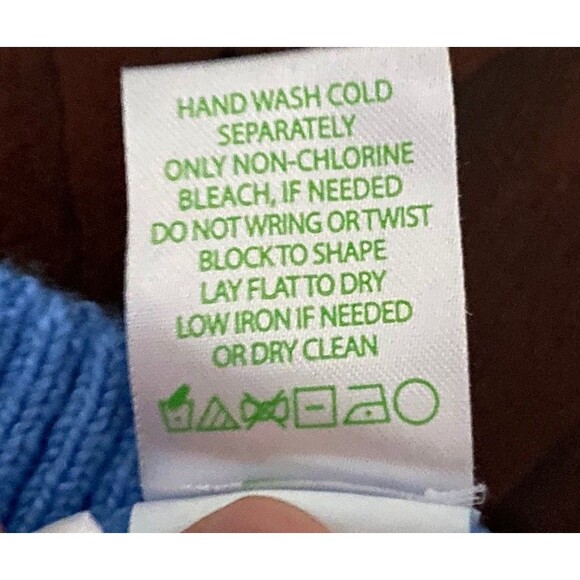 HAND WASH COLD
SEPARATELY
ONLY NON-CHLORINE
BLEACH, IF NEEDED
DO NOT WRING OR TWIST
BLOCK TO SHAPE
LAY FLAT TO DRY
LOW IRON IF NEEDED
OR DRY CLEAN